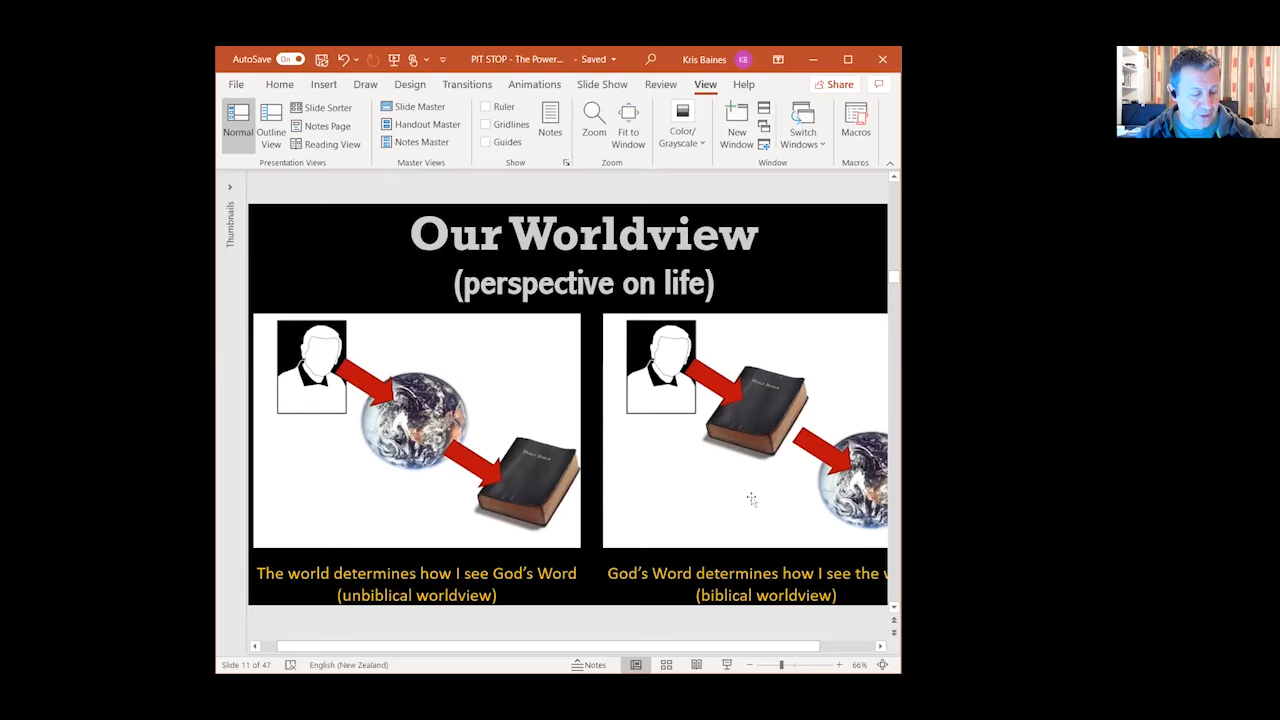 AutoSave On PIT STOP - The Power... - Saved Kris Baines KB
File Home Insert Draw Design Transitions Animations Slide Show Review View Help Share
Normal Outline View Slide Sorter Notes Page Reading View
Presentation Views
Slide Master Handout Master Notes Master
Master Views
Ruler Gridlines Guides Notes
Show
Zoom Fit to Window
Zoom
Color/ Grayscale
New Window Switch Windows
Window
Macros
Macros
Thumbnails
Our Worldview
(perspective on life)
HOLY BIBLE
HOLY BIBLE
The world determines how I see God's Word
(unbiblical worldview)
God's Word determines how I see the w
(biblical worldview)
Slide 11 of 47 English (New Zealand) Notes 66%